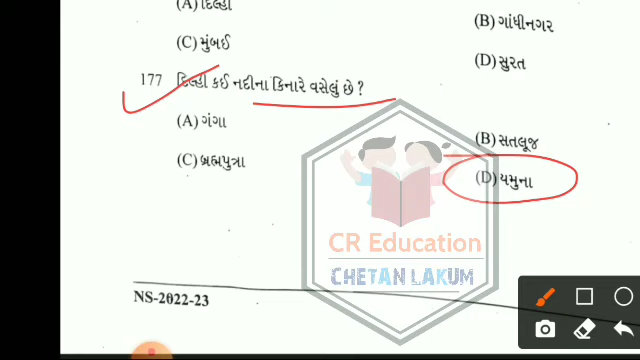 (A) દિલ્હી
(B) ગાંધીનગર
(C) મુંબઈ
(D) સુરત
177 દિલ્હી કઈ નદીના કિનારે વસેલું છે ?
(A) ગંગા
(B) સતલૂજ
(C) બ્રહ્મપુત્રા
(D) યમુના
CR Education
CHETAN LAKUM
NS-2022-23